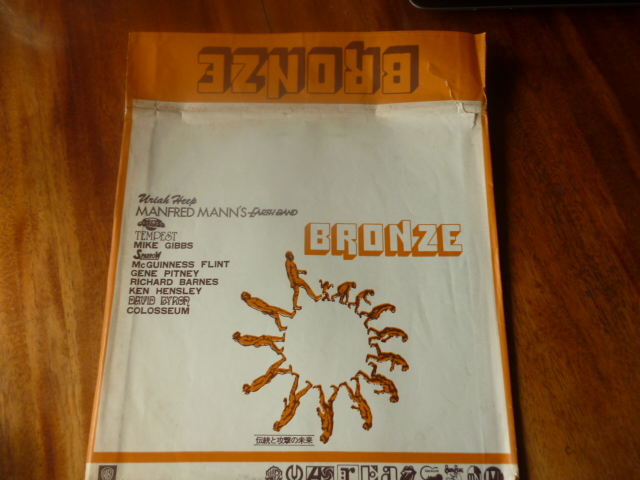 BRONZE
Uriah Heep
MANFRED MANN'S EARTH BAND
TEMPEST
MIKE GIBBS
McGUINNESS FLINT
GENE PITNEY
RICHARD BARNES
KEN HENSLEY
DAVID BYRON
COLOSSEUM
BRONZE
伝統と攻撃の未来